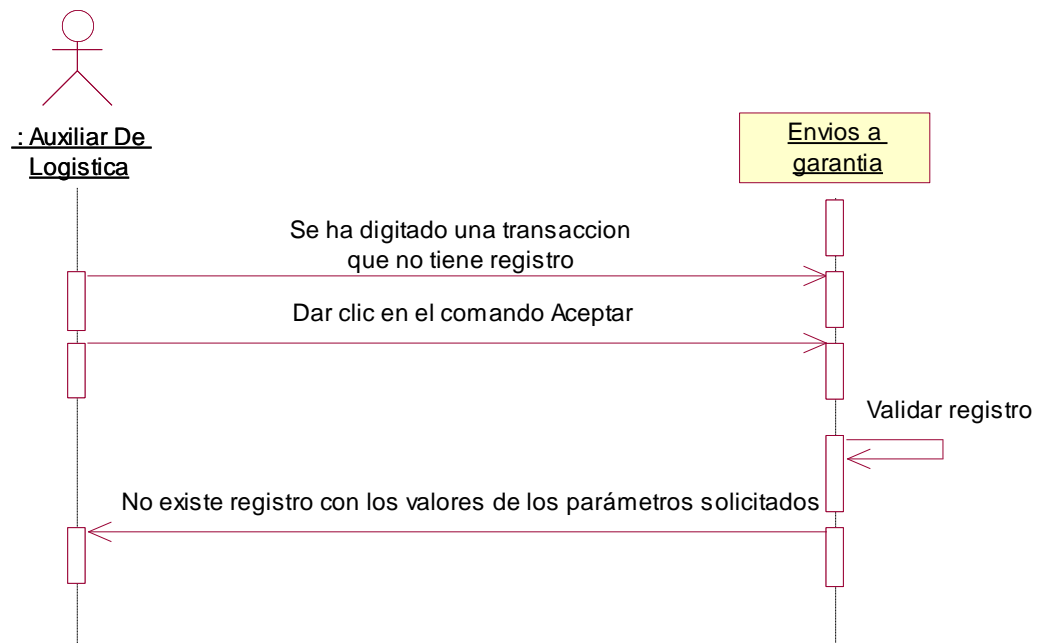 : Auxiliar De
Logistica
Envios a
garantia
Se ha digitado una transaccion
que no tiene registro
Dar clic en el comando Aceptar
Validar registro
No existe registro con los valores de los parámetros solicitados